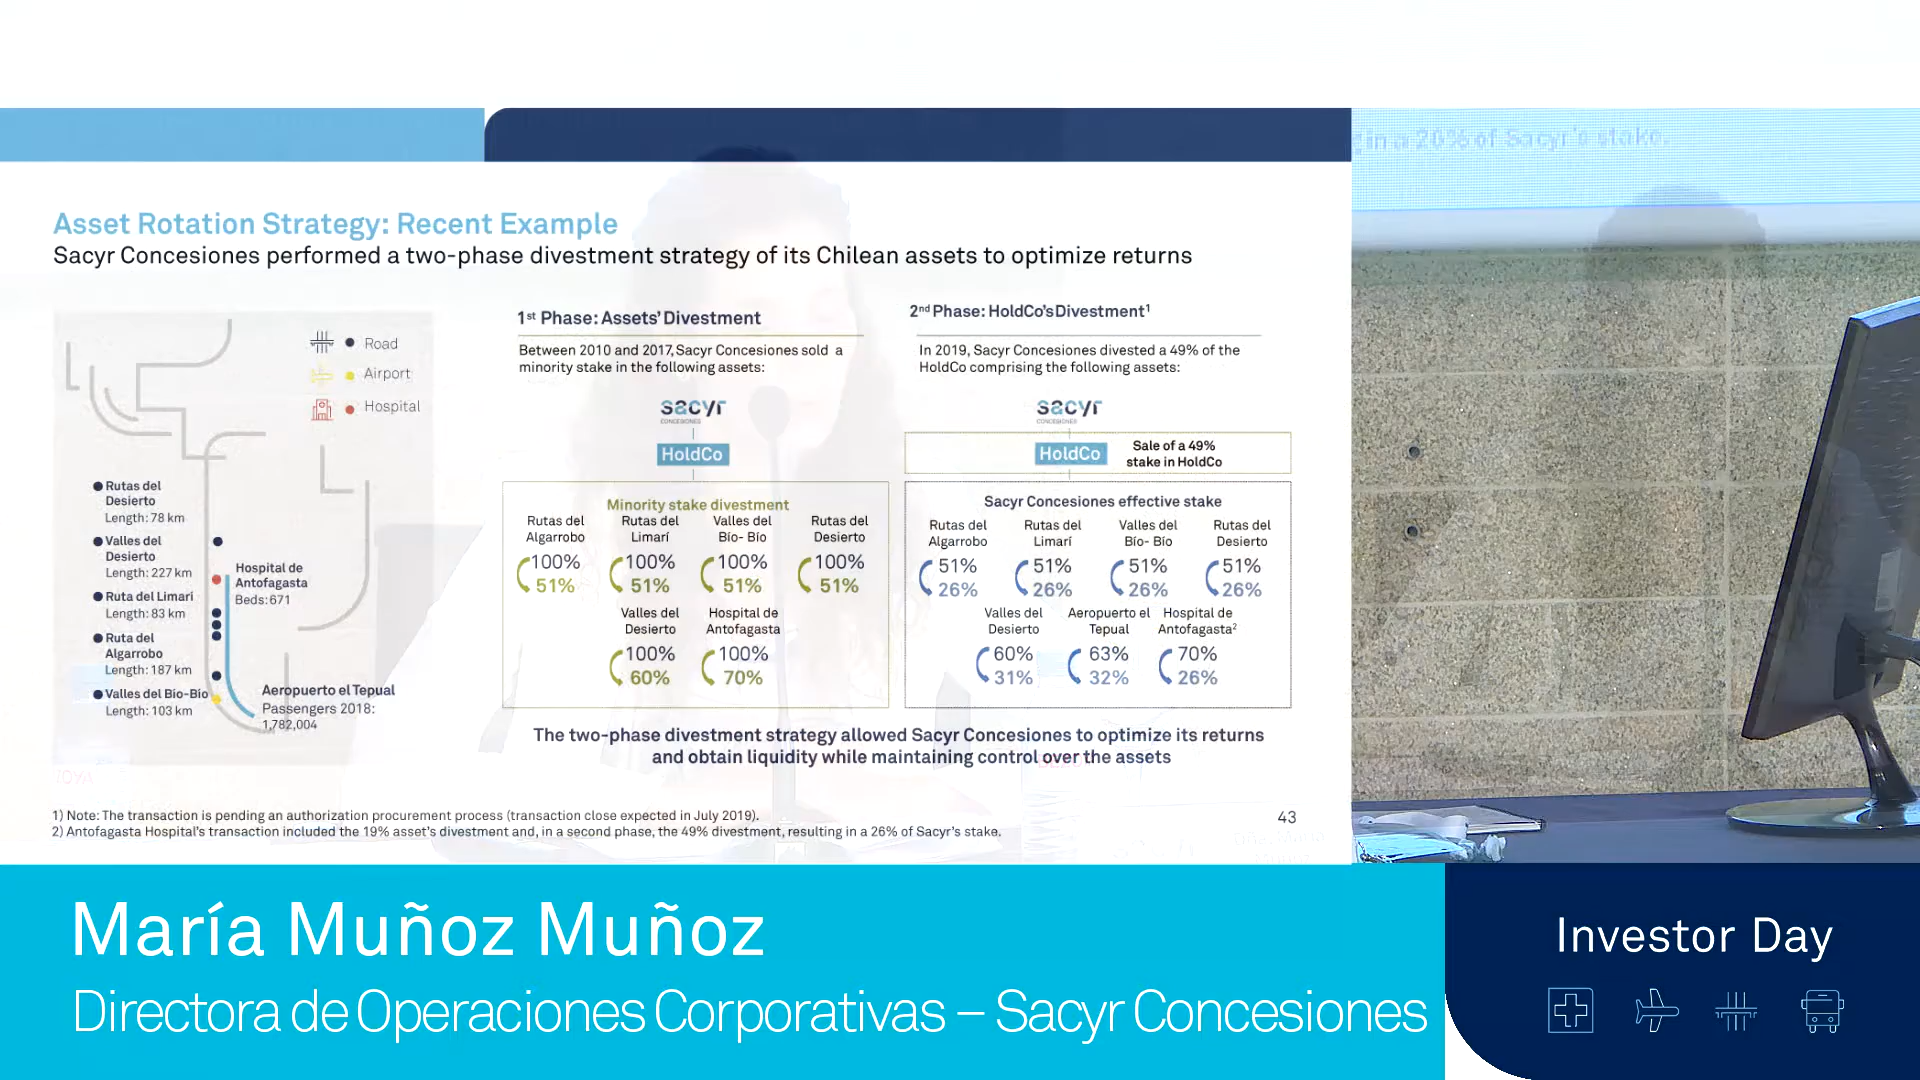 in a 26% of Sacyr's stake.
Asset Rotation Strategy: Recent Example
Sacyr Concesiones performed a two-phase divestment strategy of its Chilean assets to optimize returns
Road
Airport
Hospital
Rutas del
Desierto
Length: 78 km
Valles del
Desierto
Length: 227 km
Ruta del Limarí
Length: 83 km
Ruta del
Algarrobo
Length: 187 km
Valles del Bío-Bío
Length: 103 km
Hospital de
Antofagasta
Beds: 671
Aeropuerto el Tepual
Passengers 2018:
1,782,004
1st Phase: Assets' Divestment
Between 2010 and 2017, Sacyr Concesiones sold a
minority stake in the following assets:
sacyr
CONCESIONES
HoldCo
Minority stake divestment
Rutas del Rutas del Valles del Rutas del
Algarrobo Limarí Bío- Bío Desierto
100% 100% 100% 100%
51% 51% 51% 51%
Valles del Hospital de
Desierto Antofagasta
100% 100%
60% 70%
2nd Phase: HoldCo's Divestment1
In 2019, Sacyr Concesiones divested a 49% of the
HoldCo comprising the following assets:
sacyr
CONCESIONES
HoldCo
Sale of a 49%
stake in HoldCo
Sacyr Concesiones effective stake
Rutas del Rutas del Valles del Rutas del
Algarrobo Limarí Bío- Bío Desierto
51% 51% 51% 51%
26% 26% 26% 26%
Valles del Aeropuerto el Hospital de
Desierto Tepual Antofagasta2
60% 63% 70%
31% 32% 26%
The two-phase divestment strategy allowed Sacyr Concesiones to optimize its returns
and obtain liquidity while maintaining control over the assets
1) Note: The transaction is pending an authorization procurement process (transaction close expected in July 2019).
2) Antofagasta Hospital's transaction included the 19% asset's divestment and, in a second phase, the 49% divestment, resulting in a 26% of Sacyr's stake.
43
María Muñoz Muñoz
Directora de Operaciones Corporativas – Sacyr Concesiones
Investor Day